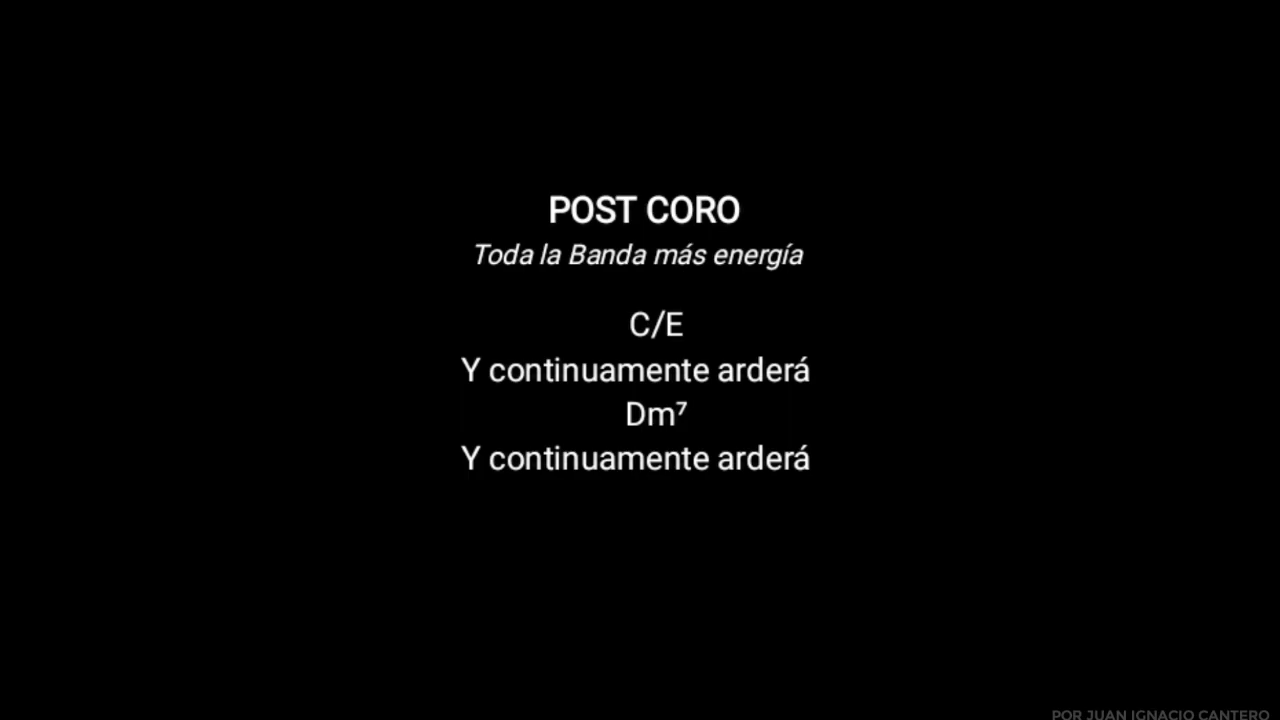 POST CORO
Toda la Banda más energía
C/E
Y continuamente arderá
Dm⁷
Y continuamente arderá
POR JUAN IGNACIO CANTERO